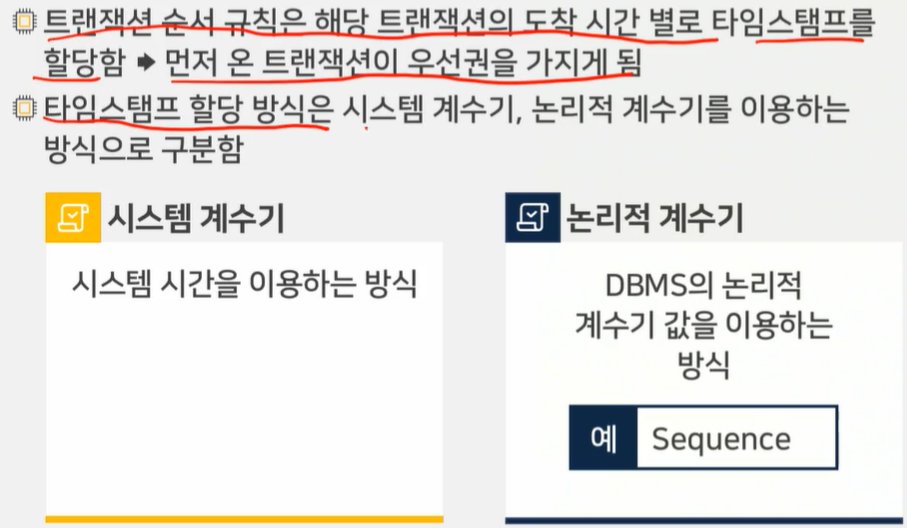 트랜잭션 순서 규칙은 해당 트랜잭션의 도착 시간 별로 타임스탬프를
할당함 ➡ 먼저 온 트랜잭션이 우선권을 가지게 됨
타임스탬프 할당 방식은 시스템 계수기, 논리적 계수기를 이용하는
방식으로 구분함
시스템 계수기
시스템 시간을 이용하는 방식
논리적 계수기
DBMS의 논리적
계수기 값을 이용하는
방식
예 Sequence